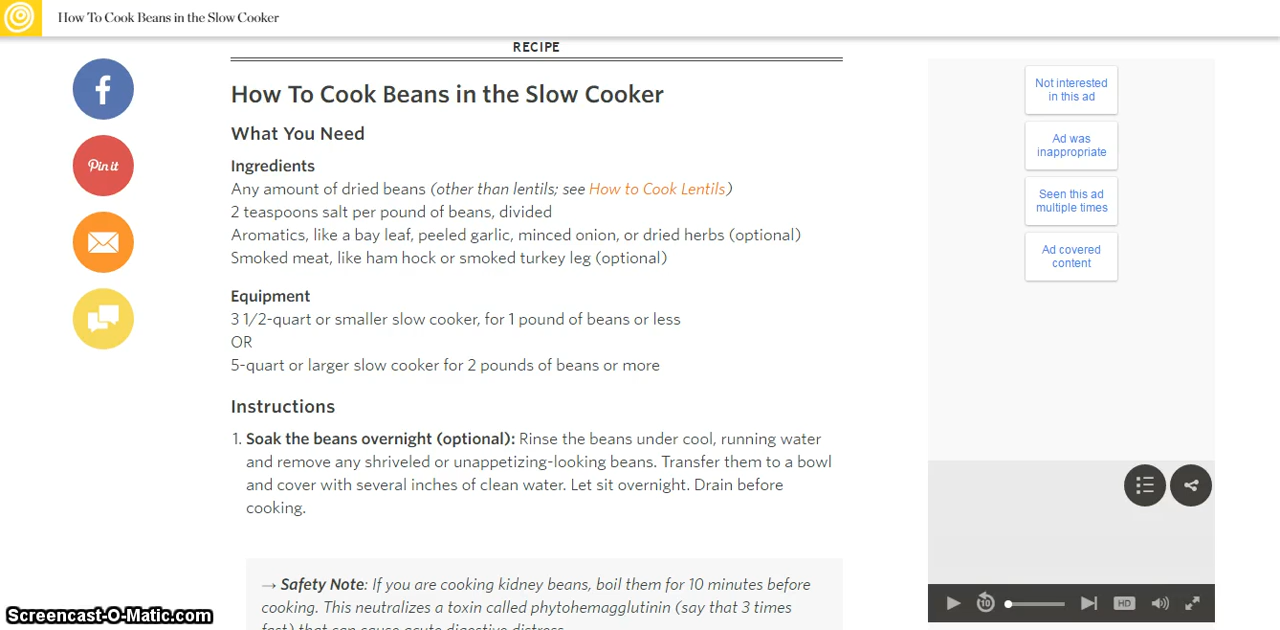 How To Cook Beans in the Slow Cooker
RECIPE
How To Cook Beans in the Slow Cooker
What You Need
Ingredients
Any amount of dried beans (other than lentils; see How to Cook Lentils)
2 teaspoons salt per pound of beans, divided
Aromatics, like a bay leaf, peeled garlic, minced onion, or dried herbs (optional)
Smoked meat, like ham hock or smoked turkey leg (optional)
Equipment
3 1/2-quart or smaller slow cooker, for 1 pound of beans or less
OR
5-quart or larger slow cooker for 2 pounds of beans or more
Instructions
1. Soak the beans overnight (optional): Rinse the beans under cool, running water
and remove any shriveled or unappetizing-looking beans. Transfer them to a bowl
and cover with several inches of clean water. Let sit overnight. Drain before
cooking.
→ Safety Note: If you are cooking kidney beans, boil them for 10 minutes before
cooking. This neutralizes a toxin called phytohemagglutinin (say that 3 times
fast) that can cause acute digestive distress.
Pin it
Not interested
in this ad
Ad was
inappropriate
Seen this ad
multiple times
Ad covered
content
10
HD
Screencast-O-Matic.com